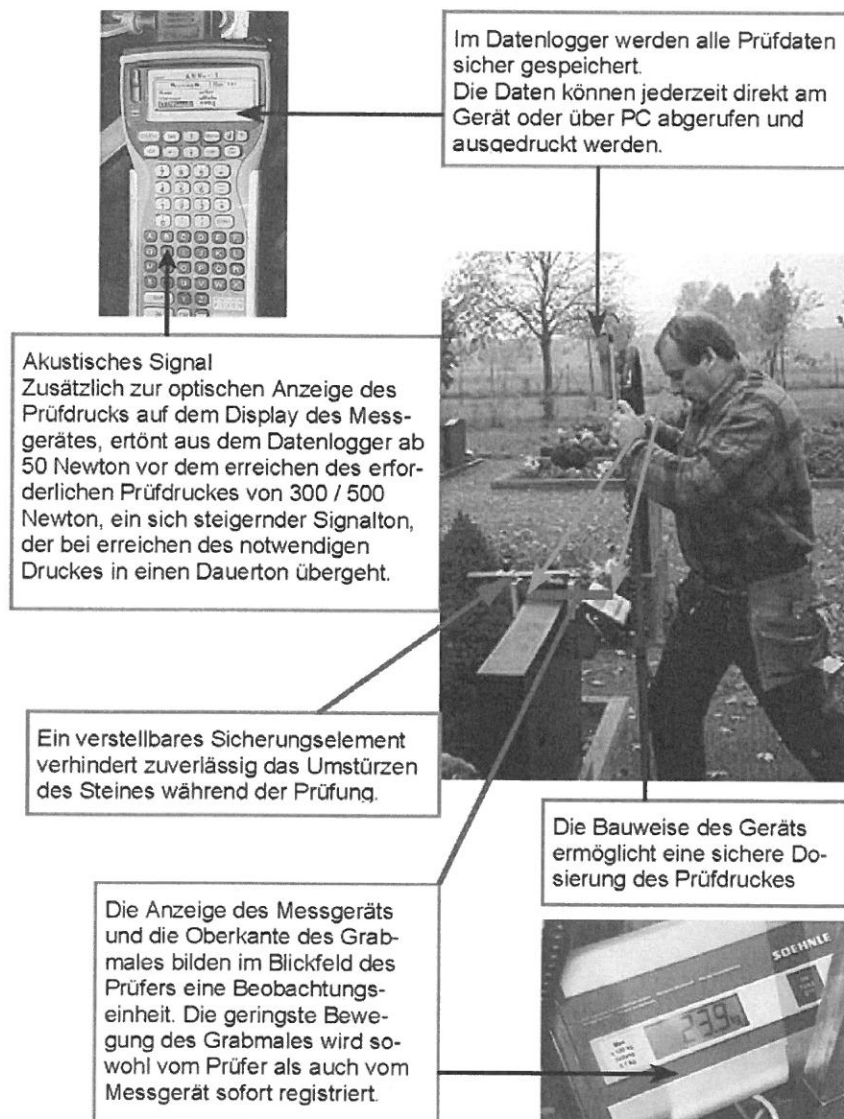 Im Datenlogger werden alle Prüfdaten
sicher gespeichert.
Die Daten können jederzeit direkt am
Gerät oder über PC abgerufen und
ausgedruckt werden.
Akustisches Signal
Zusätzlich zur optischen Anzeige des
Prüfdrucks auf dem Display des Mess-
gerätes, ertönt aus dem Datenlogger ab
50 Newton vor dem erreichen des erfor-
derlichen Prüfdruckes von 300 / 500
Newton, ein sich steigernder Signalton,
der bei erreichen des notwendigen
Druckes in einen Dauerton übergeht.
Ein verstellbares Sicherungselement
verhindert zuverlässig das Umstürzen
des Steines während der Prüfung.
Die Bauweise des Geräts
ermöglicht eine sichere Do-
sierung des Prüfdruckes
Die Anzeige des Messgeräts
und die Oberkante des Grab-
males bilden im Blickfeld des
Prüfers eine Beobachtungs-
einheit. Die geringste Bewe-
gung des Grabmales wird so-
wohl vom Prüfer als auch vom
Messgerät sofort registriert.
SOEHNLE
23.9 kg